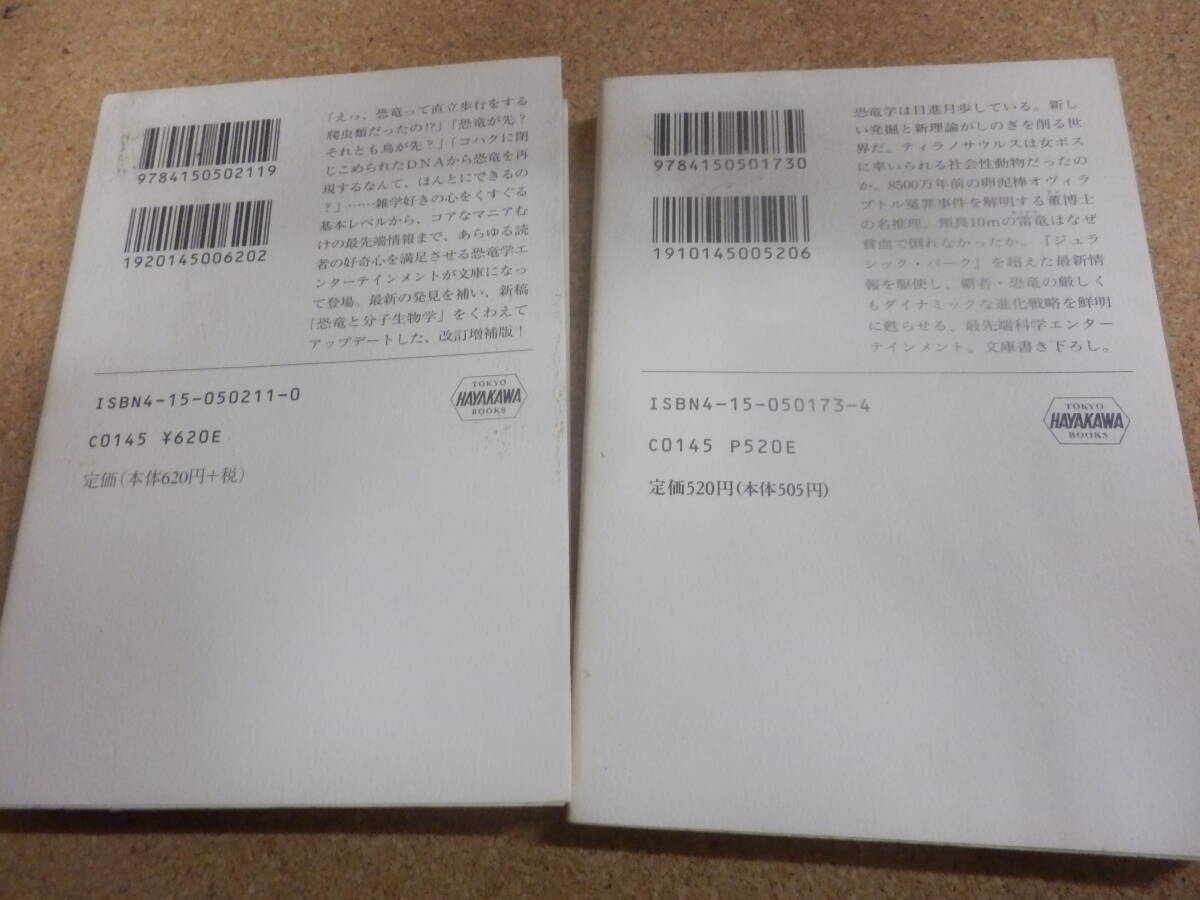 9784150502119
1920145006202
「えっ、恐竜って直立歩行をする
爬虫類だったの!?」「恐竜が先?
それとも鳥が先?」「コハクに閉
じこめられたDNAから恐竜を再
現するなんて、ほんとにできるの
?」……雑学好きの心をくすぐる
基本レベルから、コアなマニアむ
けの最先端情報まで、あらゆる読
者の好奇心を満足させる恐竜学エ
ンターテインメントが文庫になっ
て登場。最新の発見を補い、新稿
「恐竜と分子生物学」をくわえて
アップデートした、改訂増補版!
ISBN4-15-050211-0
C0145 ¥620E
定価(本体620円+税)
TOKYO
HAYAKAWA
BOOKS
9784150501730
1910145005206
恐竜学は日進月歩している。新し
い発掘と新理論がしのぎを削る世
界だ。ティラノサウルスは女ボス
に率いられる社会性動物だったの
か。8500万年前の卵泥棒オヴィラ
プトル冤罪事件を解明する董博士
の名推理。頸長10mの雷竜はなぜ
貧血で倒れなかったか。『ジュラ
シック・パーク』を超えた最新情
報を駆使し、覇者・恐竜の厳しく
もダイナミックな進化戦略を鮮明
に甦らせる、最先端科学エンター
テインメント。文庫書き下ろし。
ISBN4-15-050173-4
C0145 P520E
定価520円(本体505円)
TOKYO
HAYAKAWA
BOOKS